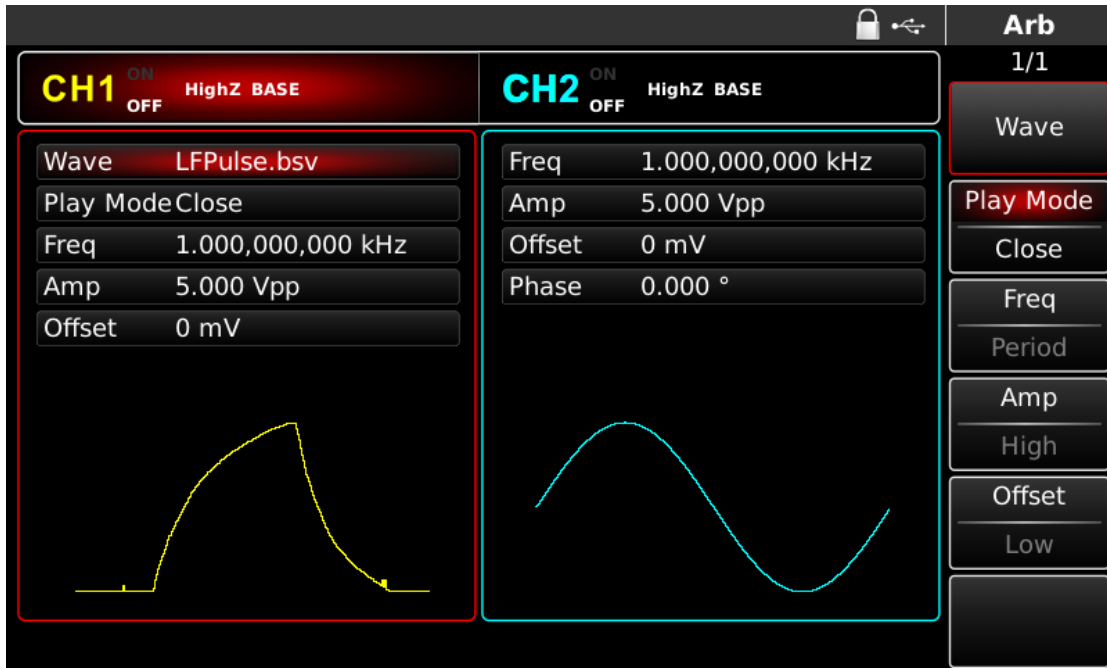 Arb
1/1
CH1 ON OFF HighZ BASE
CH2 ON OFF HighZ BASE
Wave LFPulse.bsv
Play Mode Close
Freq 1.000,000,000 kHz
Amp 5.000 Vpp
Offset 0 mV
Freq 1.000,000,000 kHz
Amp 5.000 Vpp
Offset 0 mV
Phase 0.000 °
Wave
Play Mode
Close
Freq
Period
Amp
High
Offset
Low